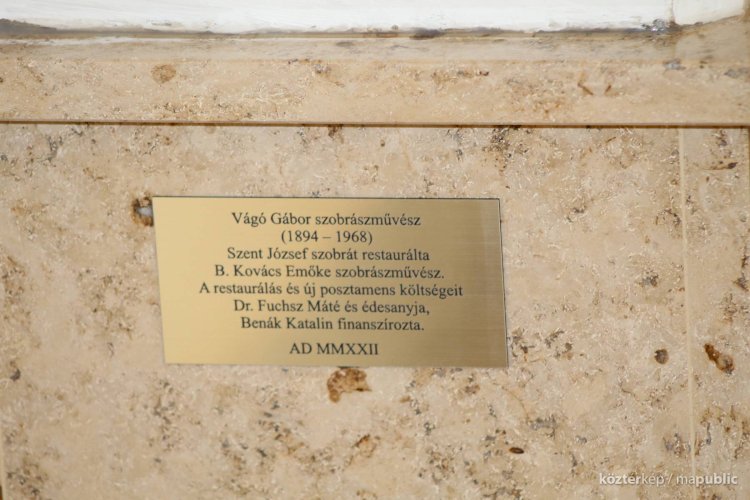 Vágó Gábor szobrászművész
(1894 – 1968)
Szent József szobrát restaurálta
B. Kovács Emőke szobrászművész.
A restaurálás és új posztamens költségeit
Dr. Fuchsz Máté és édesanyja,
Benák Katalin finanszírozta.
AD MMXXII
köztérkép / mapublic